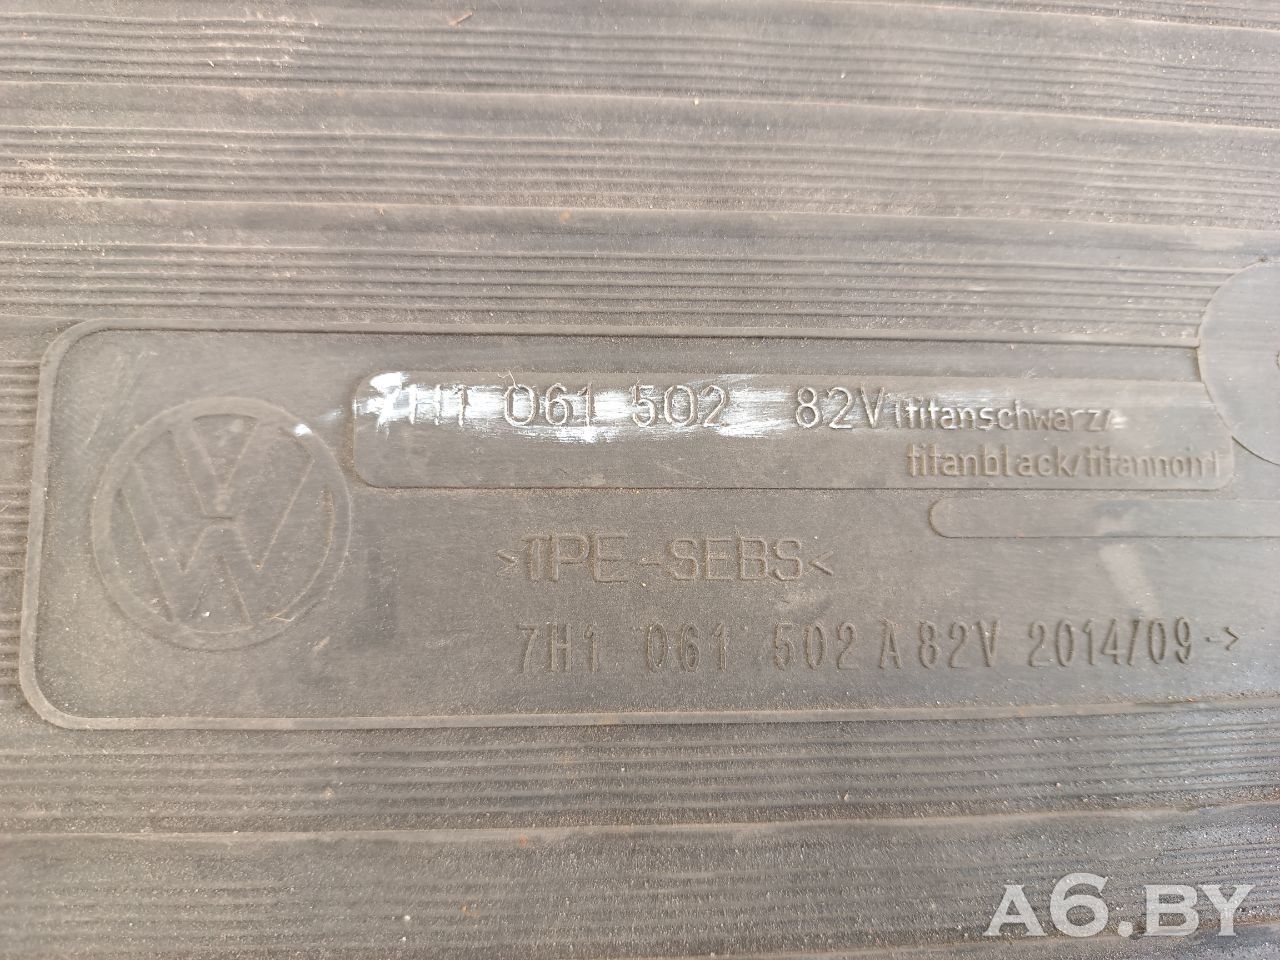 7H1 061 502 82V (titanschwarz/
titanblack/titannoir)
>TPE-SEBS<
7H1 061 502 A 82V 2014/09->
A6.BY